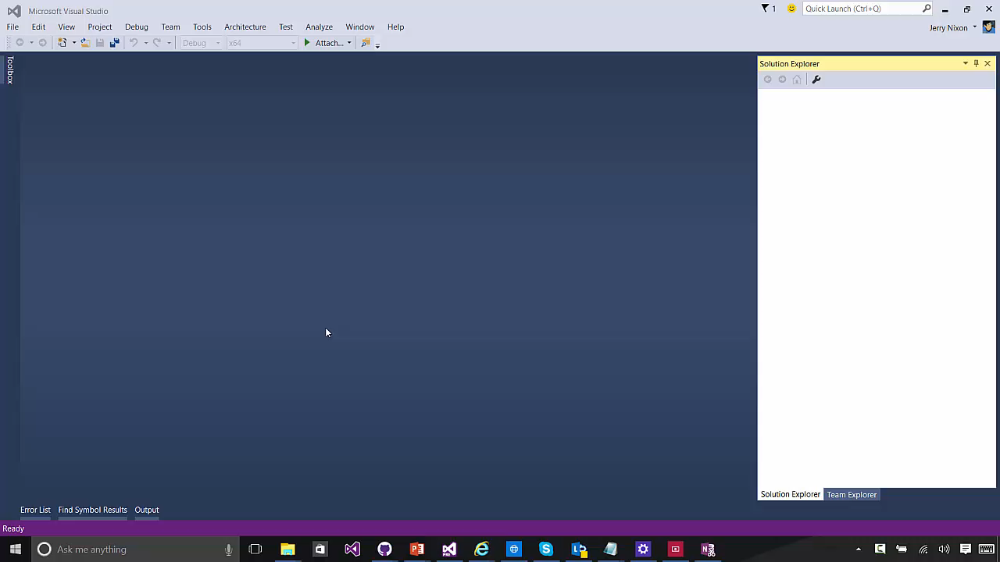 Microsoft Visual Studio
1
Quick Launch (Ctrl+Q)
File Edit View Project Debug Team Tools Architecture Test Analyze Window Help
Jerry Nixon
Debug x64 Attach...
Toolbox
Solution Explorer
Solution Explorer Team Explorer
Error List Find Symbol Results Output
Ready
Ask me anything